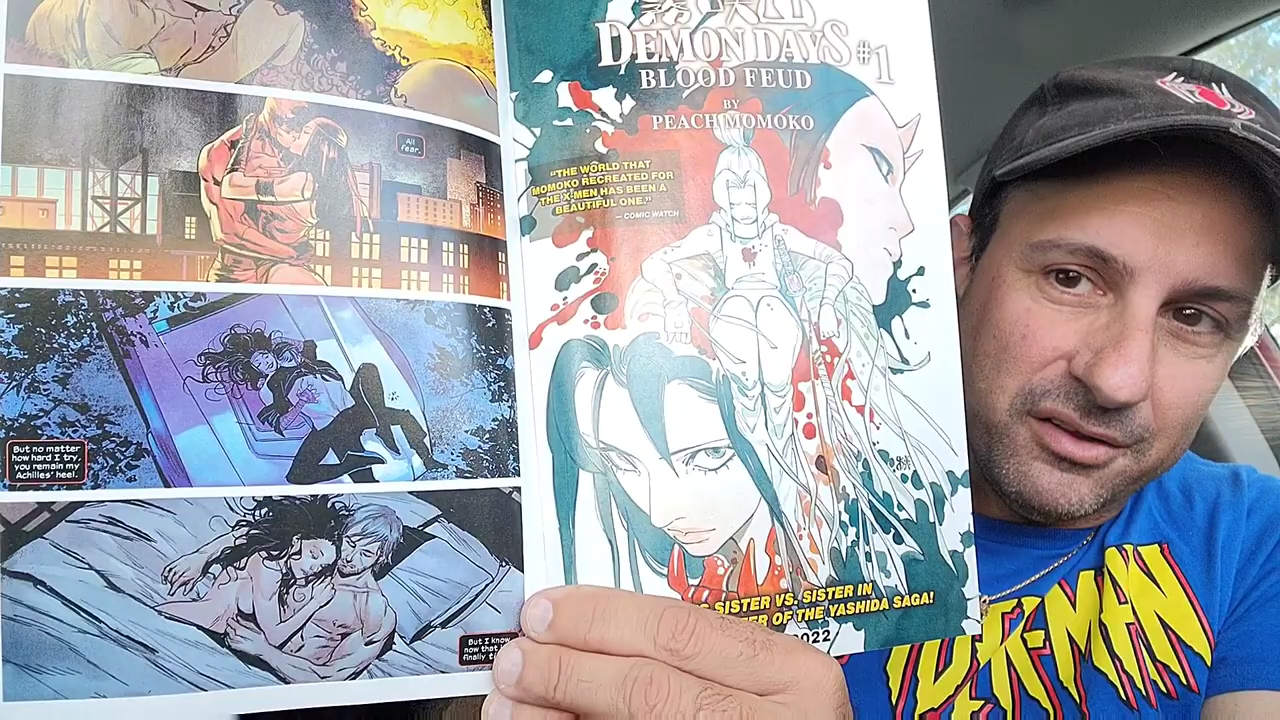 All
fear.
But no matter
how hard I try,
you remain my
Achilles' heel.
But I know
now that
finally
DEMON DAYS #1
BLOOD FEUD
BY
PEACH MOMOKO
"THE WORLD THAT
MOMOKO RECREATED FOR
THE X-MEN HAS BEEN A
BEAUTIFUL ONE."
— COMIC WATCH
SISTER VS. SISTER IN
OF THE YASHIDA SAGA!
2022